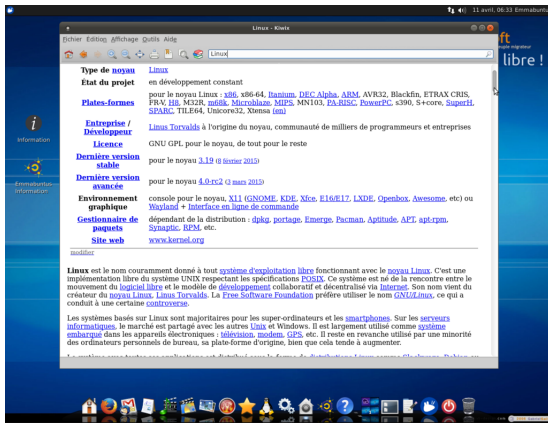 11 avril, 06:33 Emmabuntu
Linux - Kiwix
Fichier Édition Affichage Outils Aide
Linux
libre !
Information
Emmabuntüs
Information
Type de noyau Linux
État du projet en développement constant
Plates-formes pour le noyau Linux : x86, x86-64, Itanium, DEC Alpha, ARM, AVR32, Blackfin, ETRAX CRIS,
FR-V, H8, M32R, m68k, Microblaze, MIPS, MN103, PA-RISC, PowerPC, s390, S+core, SuperH,
SPARC, TILE64, Unicore32, Xtensa (en)
Entreprise /
Développeur Linus Torvalds à l'origine du noyau, communauté de milliers de programmeurs et entreprises
Licence GNU GPL pour le noyau, de tout pour le reste
Dernière version
stable pour le noyau 3.19 (8 février 2015)
Dernière version
avancée pour le noyau 4.0-rc2 (3 mars 2015)
Environnement
graphique console pour le noyau, X11 (GNOME, KDE, Xfce, E16/E17, LXDE, Openbox, Awesome, etc) ou
Wayland + Interface en ligne de commande
Gestionnaire de
paquets dépendant de la distribution : dpkg, portage, Emerge, Pacman, Aptitude, APT, apt-rpm,
Synaptic, RPM, etc.
Site web www.kernel.org
modifier
Linux est le nom couramment donné à tout système d'exploitation libre fonctionnant avec le noyau Linux. C'est une
implémentation libre du système UNIX respectant les spécifications POSIX. Ce système est né de la rencontre entre le
mouvement du logiciel libre et le modèle de développement collaboratif et décentralisé via Internet. Son nom vient du
créateur du noyau Linux, Linus Torvalds. La Free Software Foundation préfère utiliser le nom GNU/Linux, ce qui a
conduit à une certaine controverse.
Les systèmes basés sur Linux sont majoritaires pour les super-ordinateurs et les smartphones. Sur les serveurs
informatiques, le marché est partagé avec les autres Unix et Windows. Il est largement utilisé comme système
embarqué dans les appareils électroniques : télévision, modem, GPS, etc. Il reste en revanche utilisé par une minorité
des ordinateurs personnels de bureau, sa plate-forme d'origine, bien que cela tende à augmenter.